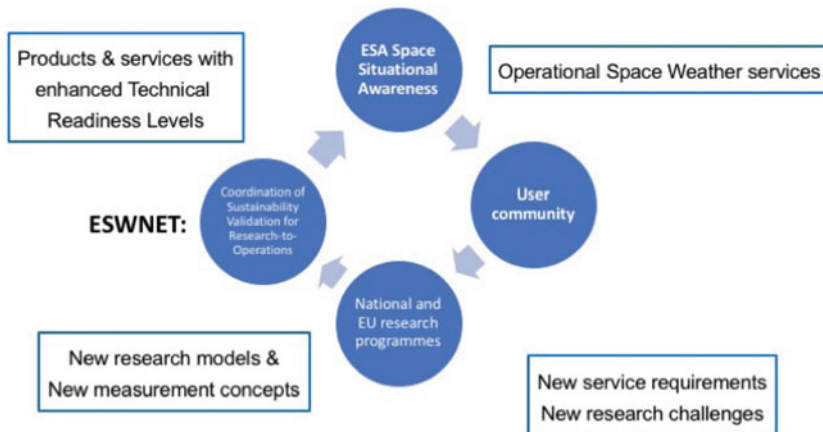 Products & services with
enhanced Technical
Readiness Levels
ESA Space
Situational
Awareness
Operational Space Weather services
ESWNET:
Coordination of
Sustainability
Validation for
Research-to-
Operations
User
community
National and
EU research
programmes
New research models &
New measurement concepts
New service requirements
New research challenges